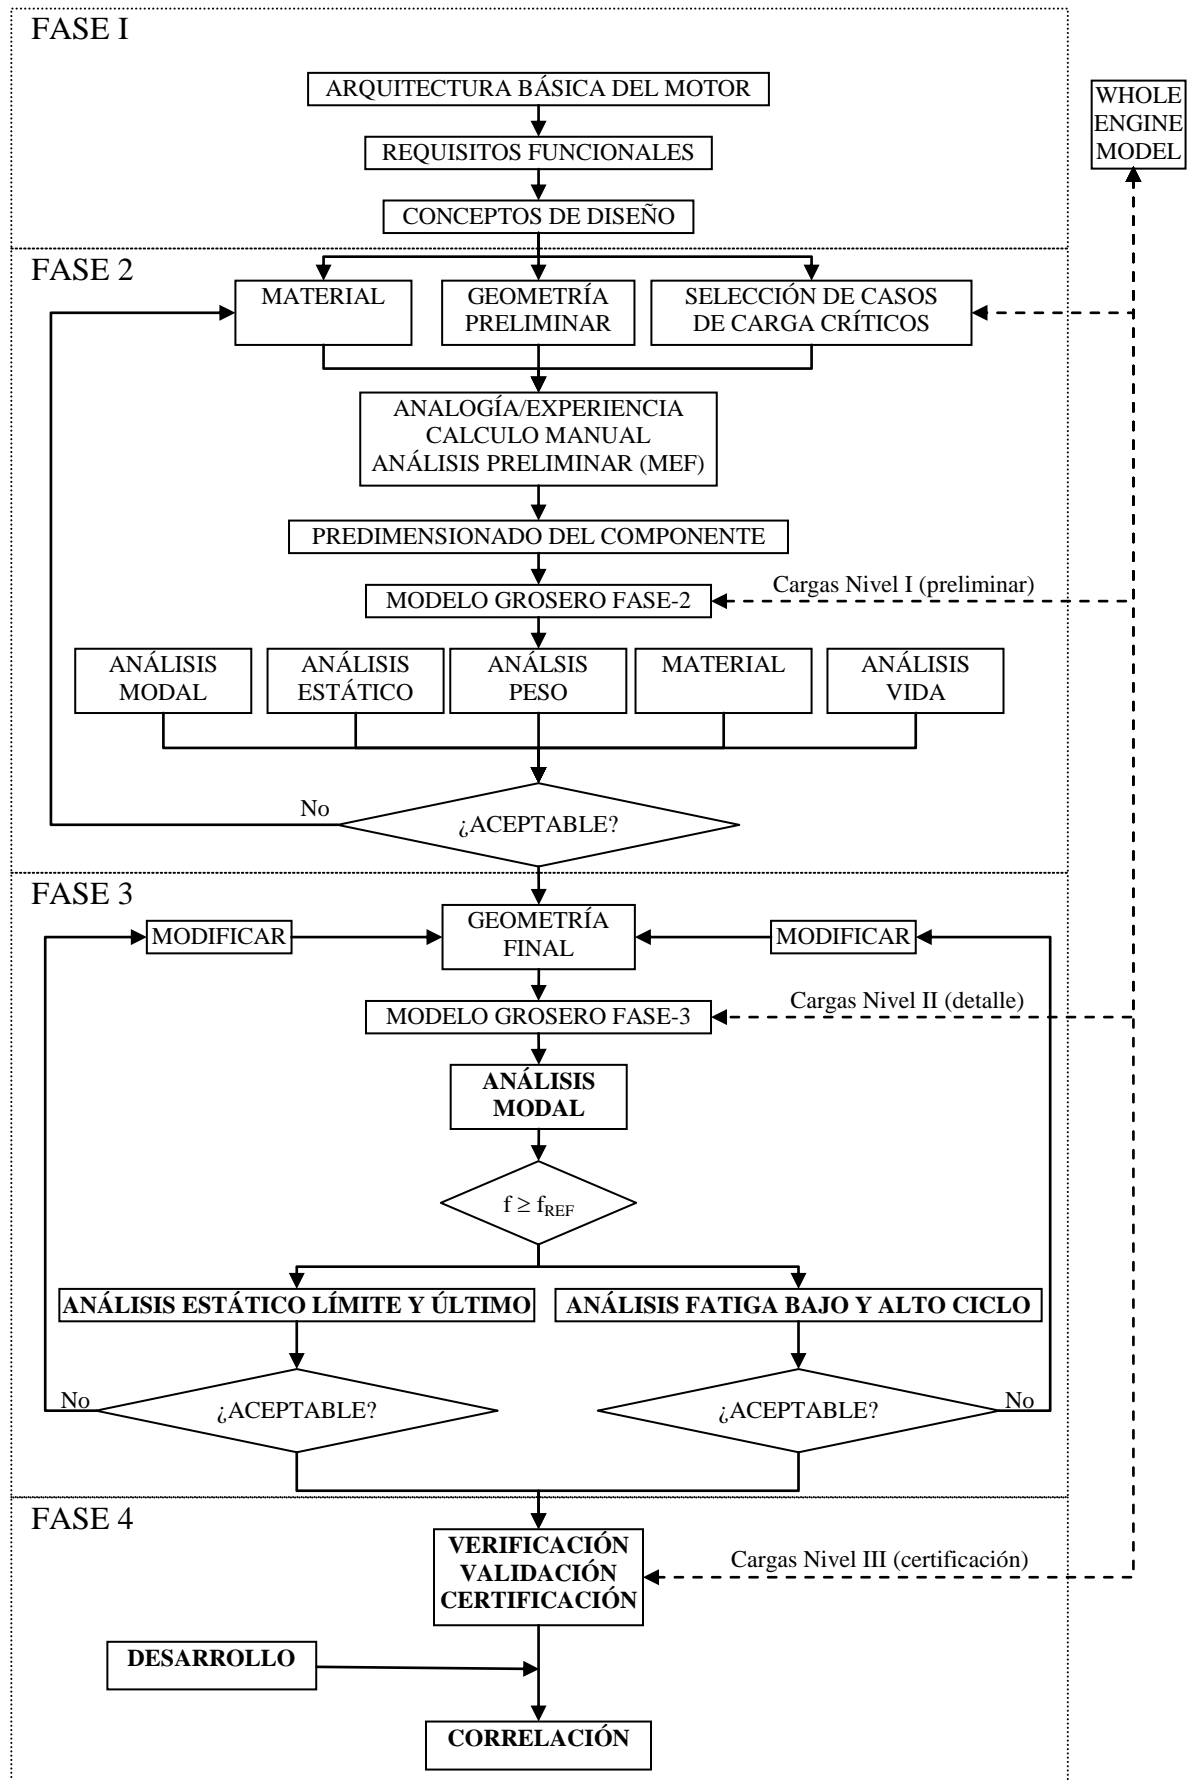 FASE I
ARQUITECTURA BÁSICA DEL MOTOR
WHOLE
ENGINE
MODEL
REQUISITOS FUNCIONALES
CONCEPTOS DE DISEÑO
FASE 2
MATERIAL
GEOMETRÍA
PRELIMINAR
SELECCIÓN DE CASOS
DE CARGA CRÍTICOS
ANALOGÍA/EXPERIENCIA
CALCULO MANUAL
ANÁLISIS PRELIMINAR (MEF)
PREDIMENSIONADO DEL COMPONENTE
Cargas Nivel I (preliminar)
MODELO GROSERO FASE-2
ANÁLISIS
MODAL
ANÁLISIS
ESTÁTICO
ANÁLSIS
PESO
MATERIAL
ANÁLISIS
VIDA
No
¿ACEPTABLE?
FASE 3
MODIFICAR
GEOMETRÍA
FINAL
MODIFICAR
Cargas Nivel II (detalle)
MODELO GROSERO FASE-3
ANÁLISIS
MODAL
f ≥ fREF
ANÁLISIS ESTÁTICO LÍMITE Y ÚLTIMO
ANÁLISIS FATIGA BAJO Y ALTO CICLO
No
¿ACEPTABLE?
¿ACEPTABLE?
No
FASE 4
VERIFICACIÓN
VALIDACIÓN
CERTIFICACIÓN
Cargas Nivel III (certificación)
DESARROLLO
CORRELACIÓN